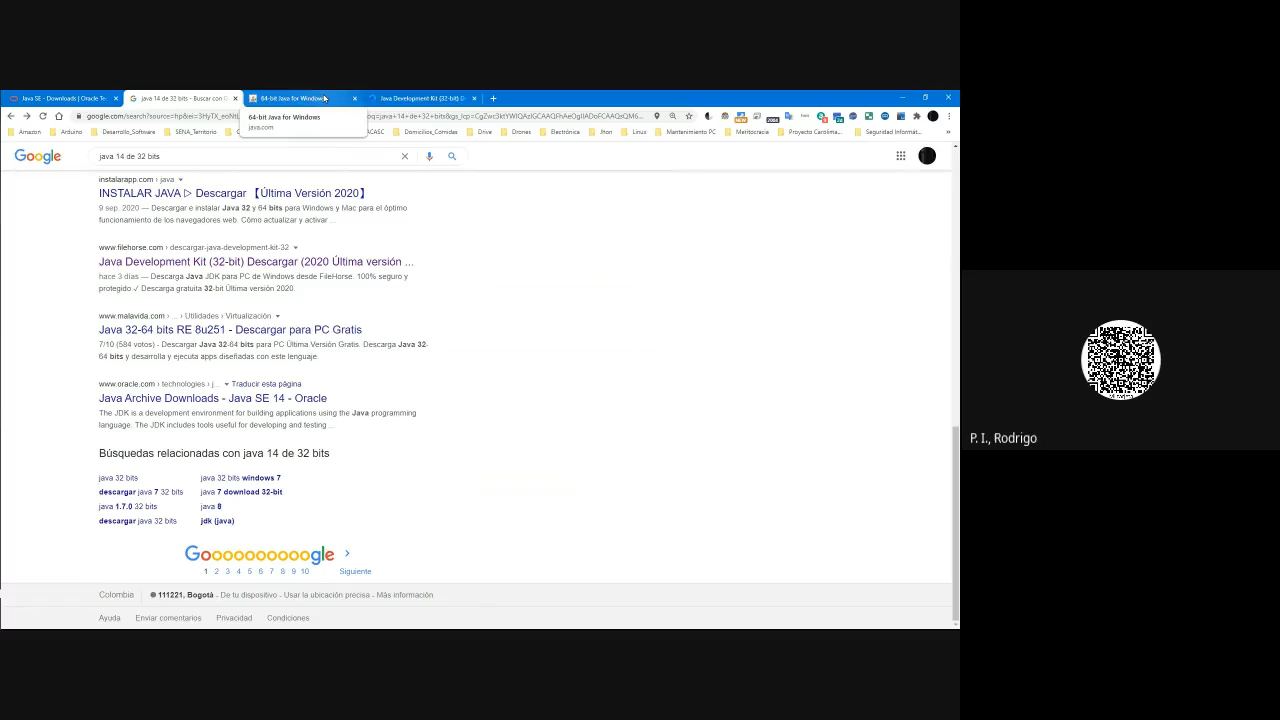 Java SE - Downloads | Oracle Te
java 14 de 32 bits - Buscar con G
64-bit Java for Windows
Java Development Kit (32-bit) D
64-bit Java for Windows
java.com
Amazon
Arduino
Desarrollo_Software
SENA_Territorio
Domicilios_Comidas
Drive
Drones
Electrónica
Jhon
Linux
Mantenimiento PC
Meritocracia
Proyecto Carolina...
Seguridad Informát...
Google
java 14 de 32 bits
instalarapp.com › java
INSTALAR JAVA ▷ Descargar 【Última Versión 2020】
9 sep. 2020 — Descargar e instalar Java 32 y 64 bits para Windows y Mac para el óptimo
funcionamiento de los navegadores web. Cómo actualizar y activar ...
www.filehorse.com › descargar-java-development-kit-32
Java Development Kit (32-bit) Descargar (2020 Última versión ...
hace 3 días — Descarga Java JDK para PC de Windows desde FileHorse. 100% seguro y
protegido ✓ Descarga gratuita 32-bit Última versión 2020.
www.malavida.com › ... › Utilidades › Virtualización
Java 32-64 bits RE 8u251 - Descargar para PC Gratis
7/10 (584 votos) - Descargar Java 32-64 bits para PC Última Versión Gratis. Descarga Java 32-
64 bits y desarrolla y ejecuta apps diseñadas con este lenguaje.
www.oracle.com › technologies › j... Traducir esta página
Java Archive Downloads - Java SE 14 - Oracle
The JDK is a development environment for building applications using the Java programming
language. The JDK includes tools useful for developing and testing ...
Búsquedas relacionadas con java 14 de 32 bits
java 32 bits
java 32 bits windows 7
descargar java 7 32 bits
java 7 download 32-bit
java 1.7.0 32 bits
java 8
descargar java 32 bits
jdk (java)
Goooooooooogle
1 2 3 4 5 6 7 8 9 10 Siguiente
Colombia
111221, Bogotá - De tu dispositivo - Usar la ubicación precisa - Más información
Ayuda Enviar comentarios Privacidad Condiciones
P. I., Rodrigo